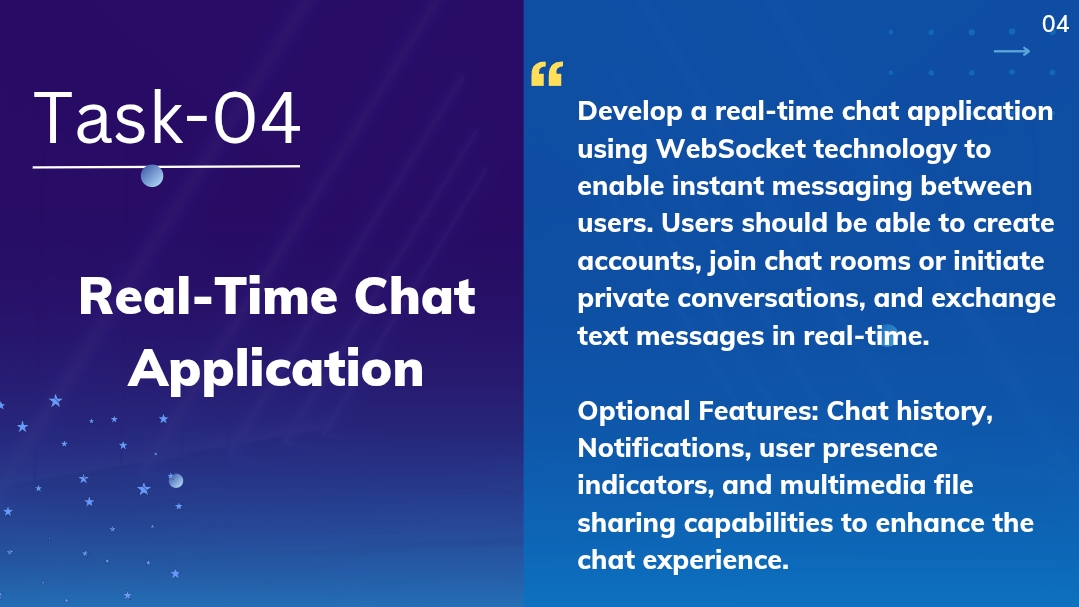 04
Task-04
Real-Time Chat
Application
“
Develop a real-time chat application
using WebSocket technology to
enable instant messaging between
users. Users should be able to create
accounts, join chat rooms or initiate
private conversations, and exchange
text messages in real-time.
Optional Features: Chat history,
Notifications, user presence
indicators, and multimedia file
sharing capabilities to enhance the
chat experience.